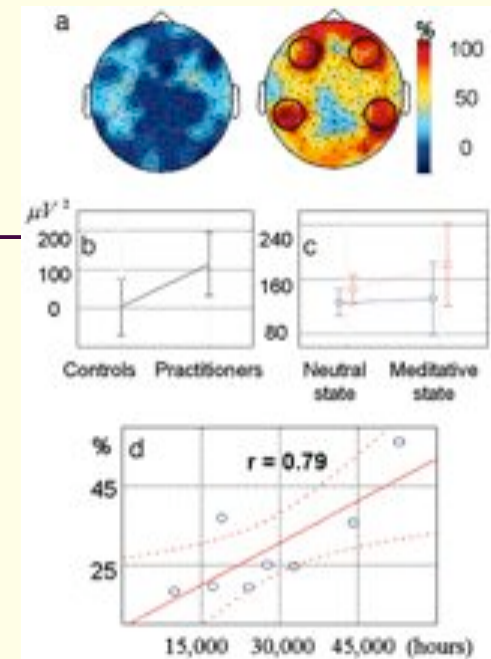 a
%
100
50
0
μV²
200
100
0
b
Controls Practitioners
240
160
80
c
Neutral state
Meditative state
%
45
25
d
r = 0.79
15,000 30,000 45,000 (hours)